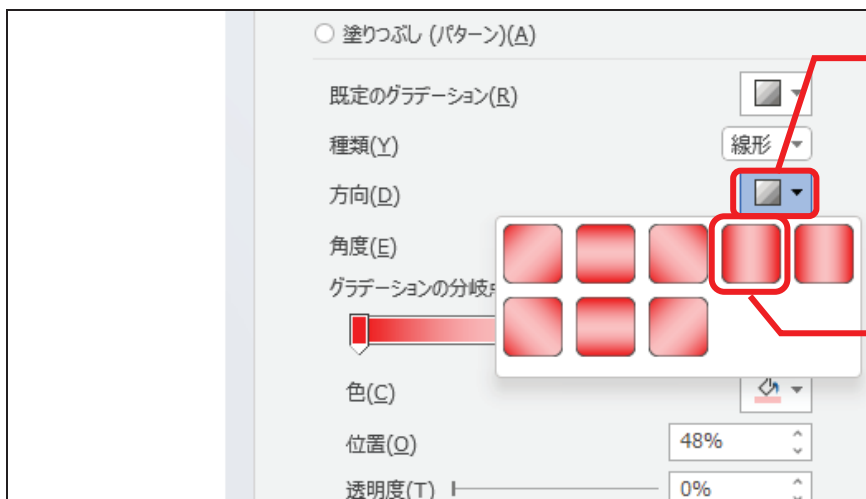 塗りつぶし (パターン)(A)
既定のグラデーション(R)
種類(Y) 線形
方向(D)
角度(E)
グラデーションの分岐
色(C)
位置(O) 48%
透明度(T) 0%